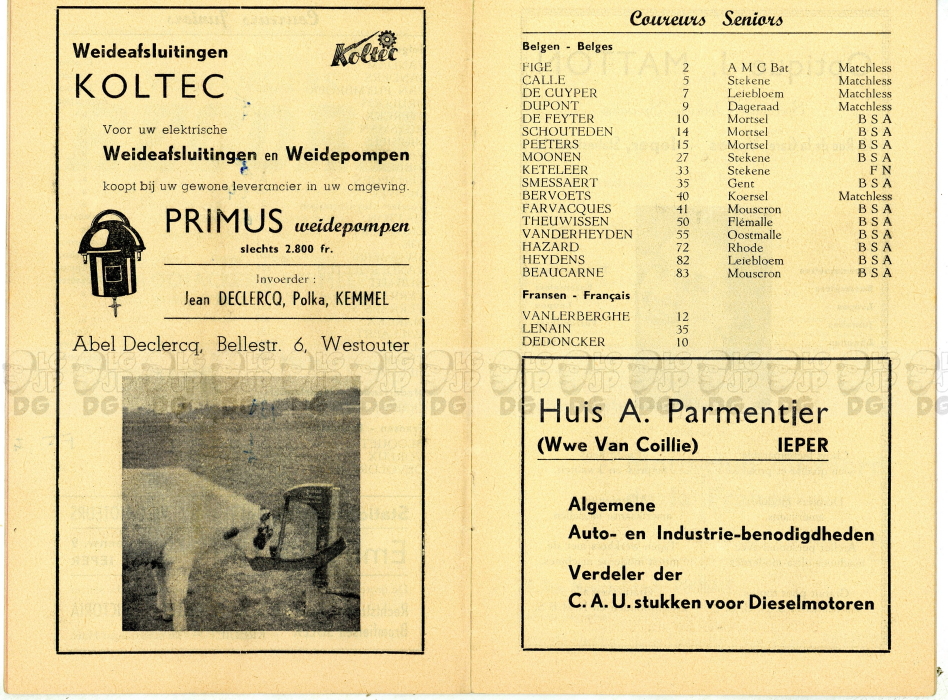 Weideafsluitingen
Koltec
KOLTEC
Voor uw elektrische
Weideafsluitingen en Weidepompen
koopt bij uw gewone leverancier in uw cmgeving.
PRIMUS weidepompen
slechts 2.800 fr.
Invoerder :
Jean DECLERCQ, Polka, KEMMEL
Abel Declercq, Bellestr. 6, Westouter
Coureurs Seniors
Belgen - Belges
FIGE 2 A M C Bat Matchless
CALLE 5 Stekene Matchless
DE CUYPER 7 Leiebloem Matchless
DUPONT 9 Dageraad Matchless
DE FEYTER 10 Mortsel B S A
SCHOUTEDEN 14 Mortsel B S A
PEETERS 15 Mortsel B S A
MOONEN 27 Stekene B S A
KETELEER 33 Stekene F N
SMESSAERT 35 Gent B S A
BERVOETS 40 Koersel Matchless
FARVACQUES 41 Mouscron B S A
THEUWISSEN 50 Flémalle B S A
VANDERHEYDEN 55 Oostmalle B S A
HAZARD 72 Rhode B S A
HEYDENS 82 Leiebloem B S A
BEAUCARNE 83 Mouscron B S A
Fransen - Français
VANLERBERGHE 12
LENAIN 35
DEDONCKER 10
Huis A. Parmentier
(Wwe Van Coillie) IEPER
Algemene
Auto- en Industrie-benodigdheden
Verdeler der
C. A. U. stukken voor Dieselmotoren